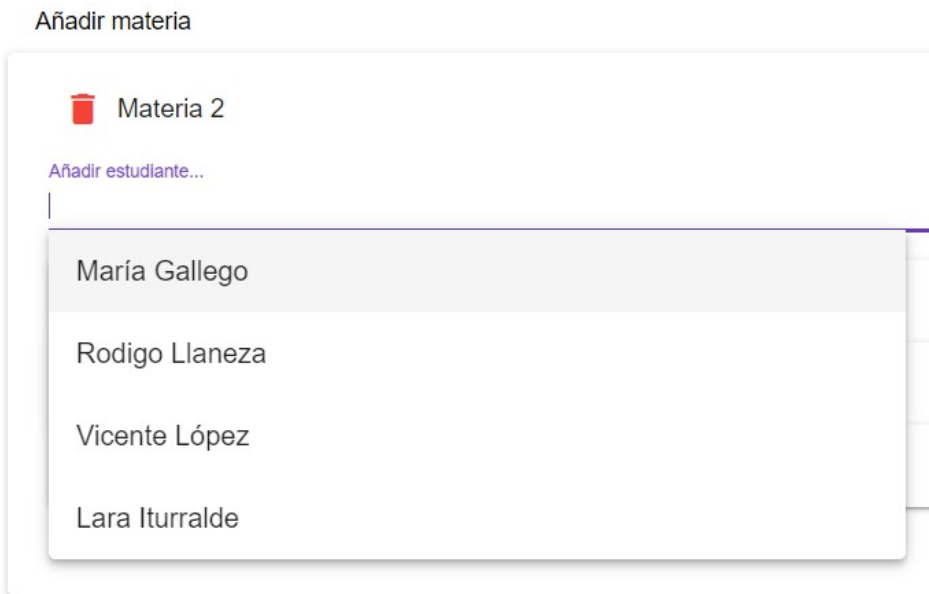 Añadir materia
Materia 2
Añadir estudiante...
María Gallego
Rodigo Llaneza
Vicente López
Lara Iturralde